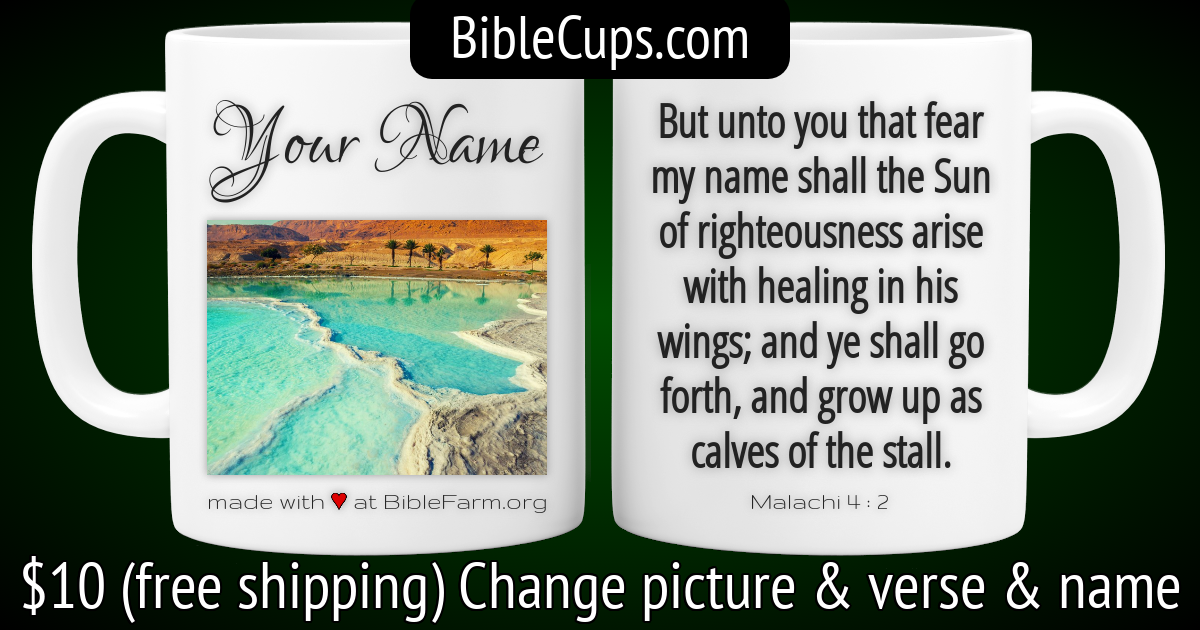 BibleCups.com
Your Name
made with ♥ at BibleFarm.org
But unto you that fear
my name shall the Sun
of righteousness arise
with healing in his
wings; and ye shall go
forth, and grow up as
calves of the stall.
Malachi 4 : 2
$10 (free shipping) Change picture & verse & name